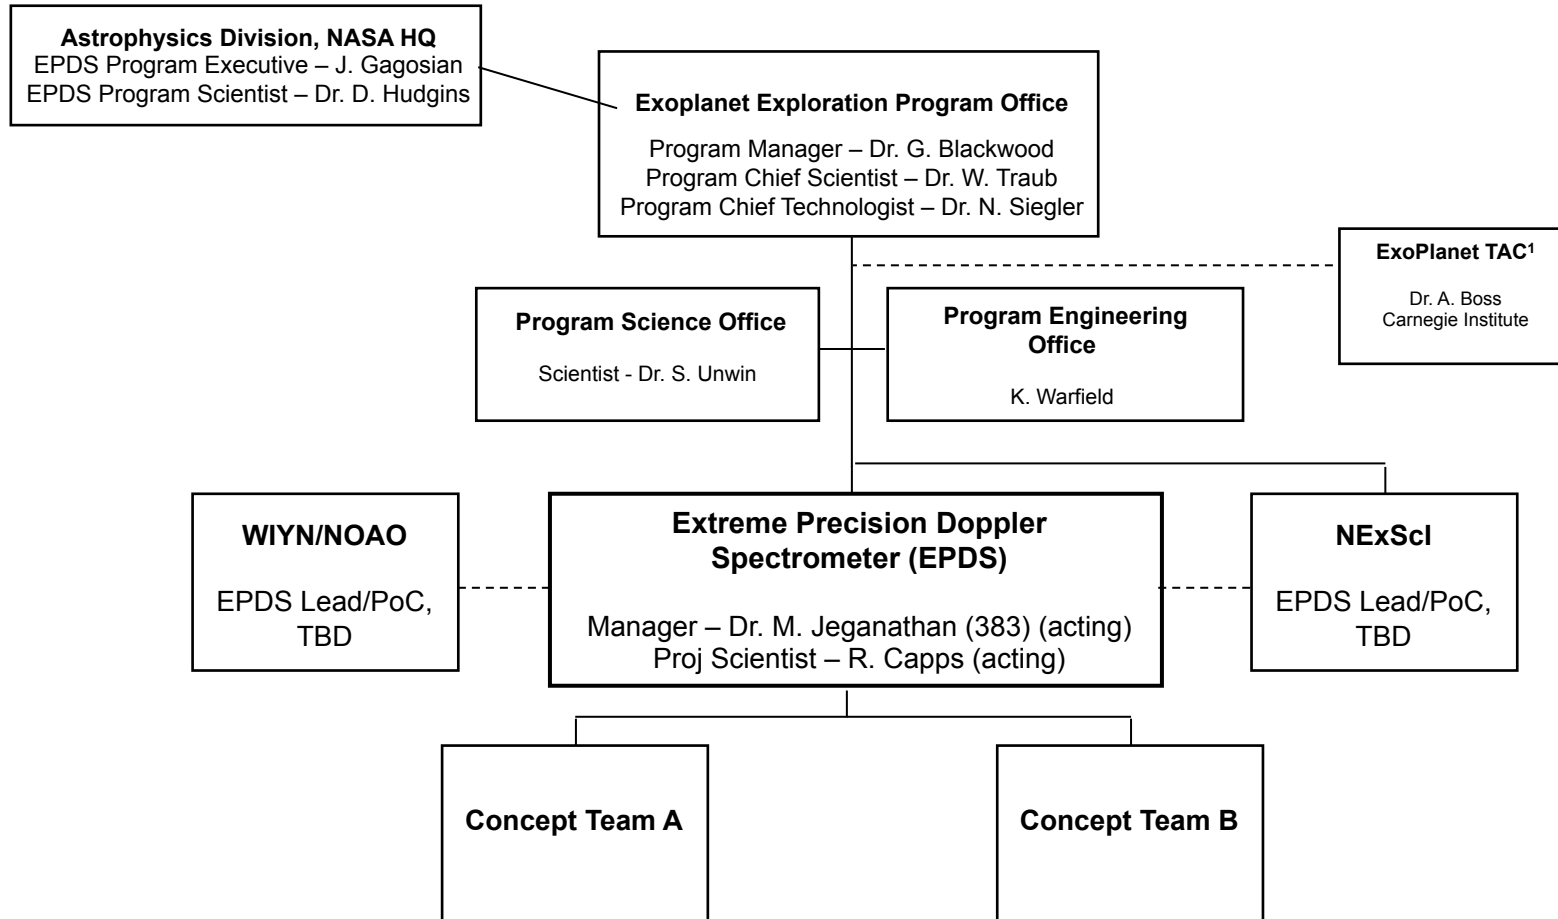 Astrophysics Division, NASA HQ
EPDS Program Executive – J. Gagosian
EPDS Program Scientist – Dr. D. Hudgins
Exoplanet Exploration Program Office
Program Manager – Dr. G. Blackwood
Program Chief Scientist – Dr. W. Traub
Program Chief Technologist – Dr. N. Siegler
ExoPlanet TAC¹
Dr. A. Boss
Carnegie Institute
Program Science Office
Scientist - Dr. S. Unwin
Program Engineering
Office
K. Warfield
WIYN/NOAO
EPDS Lead/PoC,
TBD
Extreme Precision Doppler
Spectrometer (EPDS)
Manager – Dr. M. Jeganathan (383) (acting)
Proj Scientist – R. Capps (acting)
NExScI
EPDS Lead/PoC,
TBD
Concept Team A
Concept Team B